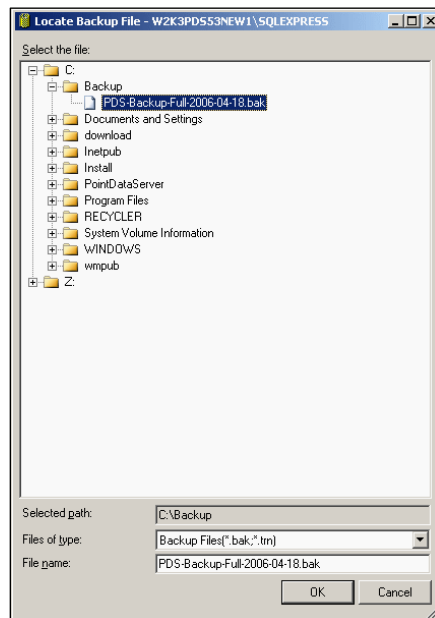 Locate Backup File - W2K3PDS53NEW1\SQLEXPRESS
Select the file:
C:
Backup
PDS-Backup-Full-2006-04-18.bak
Documents and Settings
download
Inetpub
Install
PointDataServer
Program Files
RECYCLER
System Volume Information
WINDOWS
wmpub
Z:
Selected path: C:\Backup
Files of type: Backup Files(*.bak;*.trn)
File name: PDS-Backup-Full-2006-04-18.bak
OK Cancel